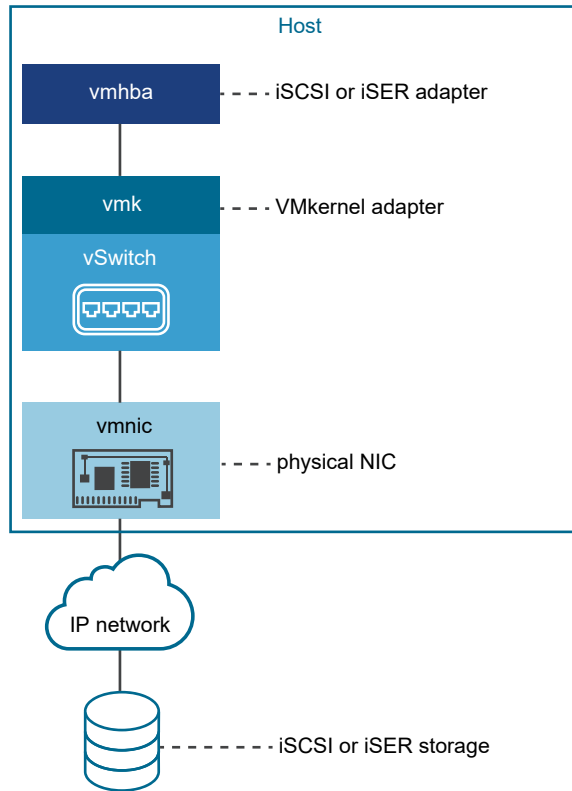 Host
vmhba
iSCSI or iSER adapter
vmk
VMkernel adapter
vSwitch
vmnic
physical NIC
IP network
iSCSI or iSER storage